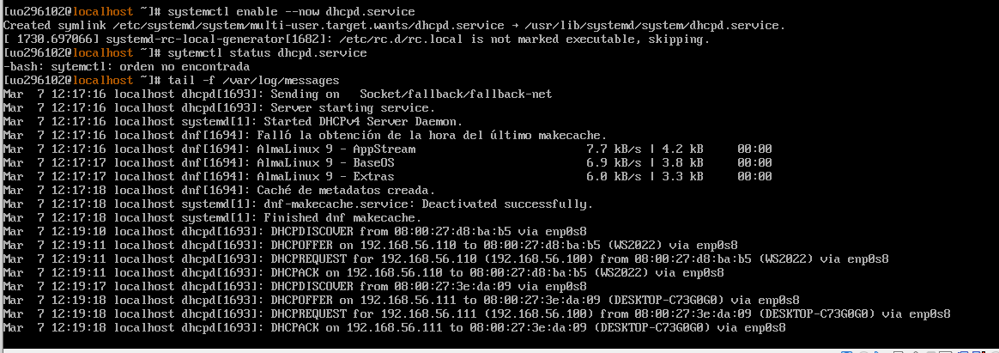 [uo296102@localhost ~]# systemctl enable --now dhcpd.service
Created symlink /etc/systemd/system/multi-user.target.wants/dhcpd.service → /usr/lib/systemd/system/dhcpd.service.
[ 1730.697066] systemd-rc-local-generator[1682]: /etc/rc.d/rc.local is not marked executable, skipping.
[uo296102@localhost ~]# sytemctl status dhcpd.service
-bash: sytemctl: orden no encontrada
[uo296102@localhost ~]# tail -f /var/log/messages
Mar  7 12:17:16 localhost dhcpd[1693]: Sending on   Socket/fallback/fallback-net
Mar  7 12:17:16 localhost dhcpd[1693]: Server starting service.
Mar  7 12:17:16 localhost systemd[1]: Started DHCPv4 Server Daemon.
Mar  7 12:17:16 localhost dnf[1694]: Falló la obtención de la hora del último makecache.
Mar  7 12:17:16 localhost dnf[1694]: AlmaLinux 9 - AppStream                         7.7 kB/s | 4.2 kB     00:00
Mar  7 12:17:17 localhost dnf[1694]: AlmaLinux 9 - BaseOS                            6.9 kB/s | 3.8 kB     00:00
Mar  7 12:17:17 localhost dnf[1694]: AlmaLinux 9 - Extras                            6.0 kB/s | 3.3 kB     00:00
Mar  7 12:17:18 localhost dnf[1694]: Caché de metadatos creada.
Mar  7 12:17:18 localhost systemd[1]: dnf-makecache.service: Deactivated successfully.
Mar  7 12:17:18 localhost systemd[1]: Finished dnf makecache.
Mar  7 12:19:10 localhost dhcpd[1693]: DHCPDISCOVER from 08:00:27:d8:ba:b5 via enp0s8
Mar  7 12:19:11 localhost dhcpd[1693]: DHCPOFFER on 192.168.56.110 to 08:00:27:d8:ba:b5 (WS2022) via enp0s8
Mar  7 12:19:11 localhost dhcpd[1693]: DHCPREQUEST for 192.168.56.110 (192.168.56.100) from 08:00:27:d8:ba:b5 (WS2022) via enp0s8
Mar  7 12:19:11 localhost dhcpd[1693]: DHCPACK on 192.168.56.110 to 08:00:27:d8:ba:b5 (WS2022) via enp0s8
Mar  7 12:19:17 localhost dhcpd[1693]: DHCPDISCOVER from 08:00:27:3e:da:09 via enp0s8
Mar  7 12:19:18 localhost dhcpd[1693]: DHCPOFFER on 192.168.56.111 to 08:00:27:3e:da:09 (DESKTOP-C73G0G0) via enp0s8
Mar  7 12:19:18 localhost dhcpd[1693]: DHCPREQUEST for 192.168.56.111 (192.168.56.100) from 08:00:27:3e:da:09 (DESKTOP-C73G0G0) via enp0s8
Mar  7 12:19:18 localhost dhcpd[1693]: DHCPACK on 192.168.56.111 to 08:00:27:3e:da:09 (DESKTOP-C73G0G0) via enp0s8